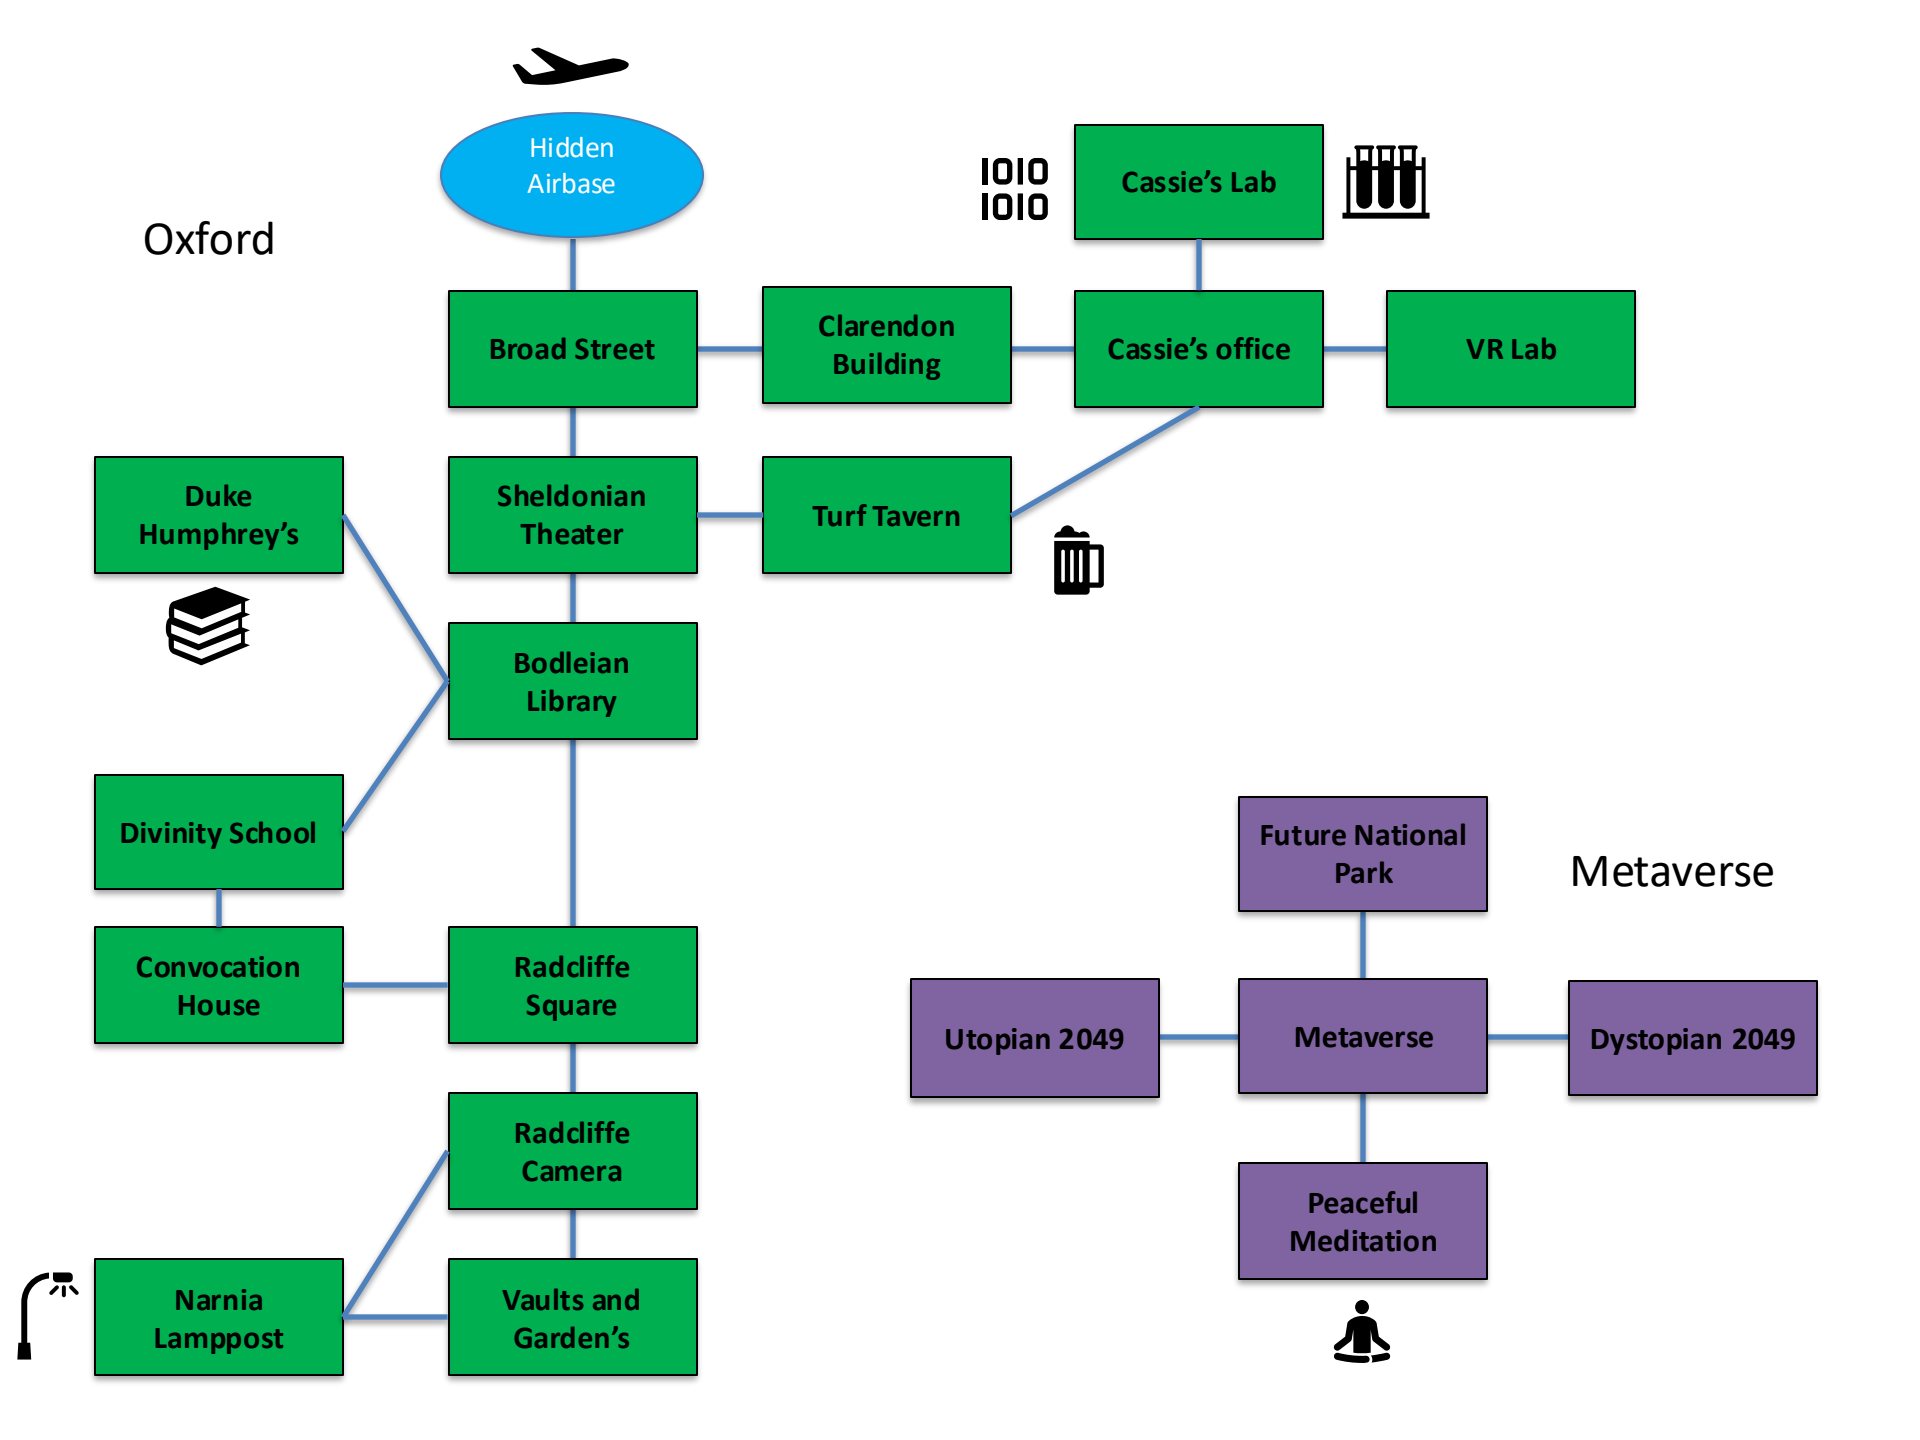 Hidden
Airbase
Oxford
1010
1010
Cassie’s Lab
Broad Street
Clarendon
Building
Cassie’s office
VR Lab
Duke
Humphrey’s
Sheldonian
Theater
Turf Tavern
Bodleian
Library
Divinity School
Convocation
House
Radcliffe
Square
Radcliffe
Camera
Narnia
Lamppost
Vaults and
Garden’s
Future National
Park
Metaverse
Utopian 2049
Metaverse
Dystopian 2049
Peaceful
Meditation